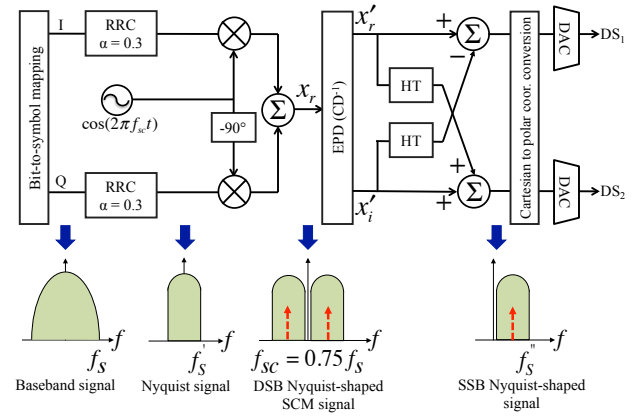 Bit-to-symbol mapping
I
RRC
α = 0.3
cos(2πf_sc t)
-90°
Q
RRC
α = 0.3
Σ
x_r
EPD (CD⁻¹)
x′_r
x′_i
HT
HT
+
−
Σ
+
+
Σ
Cartesian to polar coor. conversion
DAC
DS₁
DAC
DS₂
f
f_S
Baseband signal
f
f_S′
Nyquist signal
f
f_SC = 0.75 f_S
DSB Nyquist-shaped
SCM signal
f
f_S″
SSB Nyquist-shaped
signal